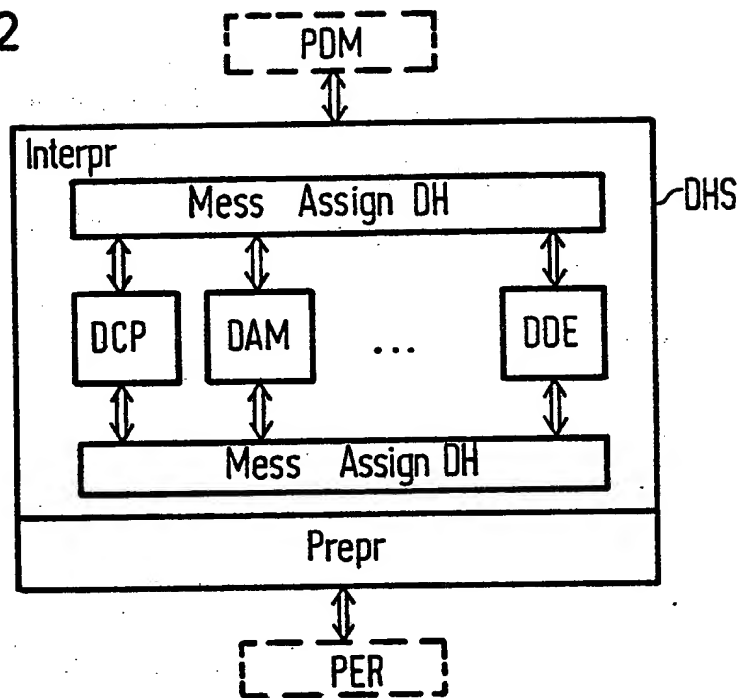 2
PDM
Interpr
Mess Assign DH
DHS
DCP DAM ... DDE
Mess Assign DH
Prepr
PER